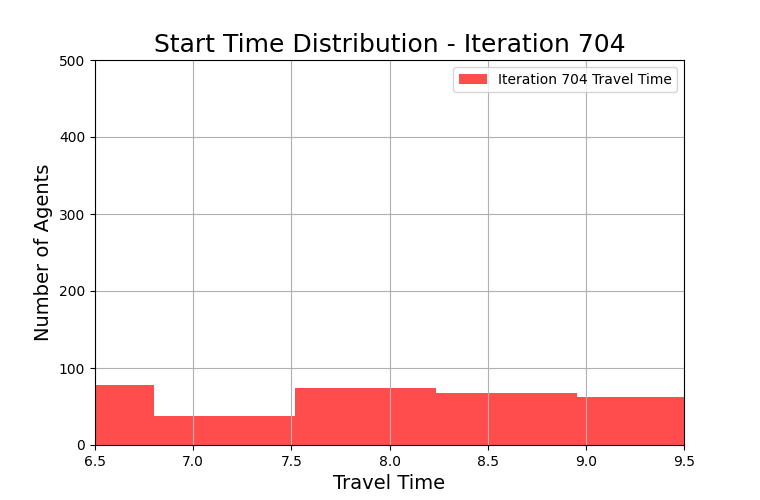 Start Time Distribution - Iteration 704
Iteration 704 Travel Time
Number of Agents
500
400
300
200
100
0
6.5 7.0 7.5 8.0 8.5 9.0 9.5
Travel Time